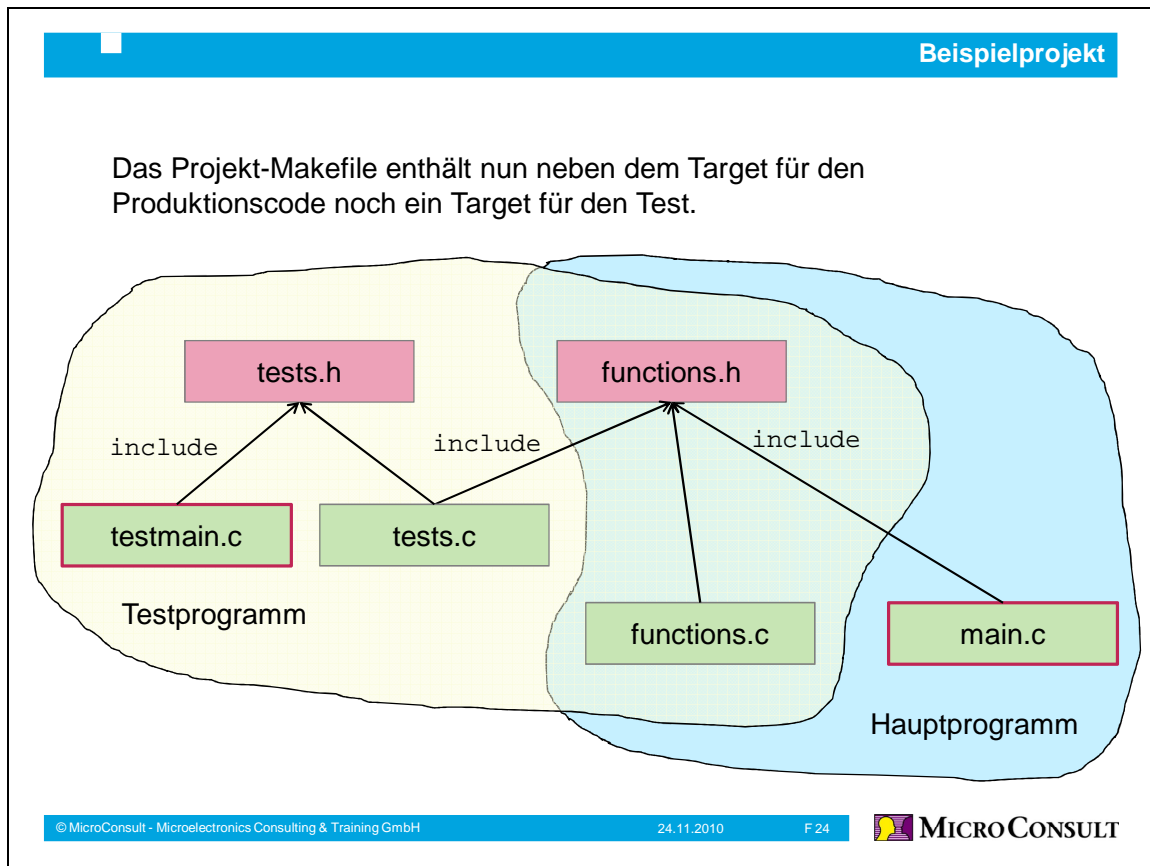 Beispielprojekt
Das Projekt-Makefile enthält nun neben dem Target für den
Produktionscode noch ein Target für den Test.
tests.h
functions.h
include
include
include
testmain.c
tests.c
Testprogramm
functions.c
main.c
Hauptprogramm
© MicroConsult - Microelectronics Consulting & Training GmbH
24.11.2010
F 24
MICRO CONSULT